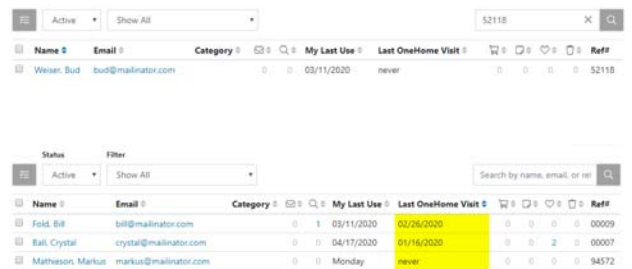 Active Show All 52118
Name Email Category My Last Use Last OneHome Visit Ref#
Weiser, Bud bud@mailinator.com 0 0 03/11/2020 never 0 0 0 0 52118
Status Filter
Active Show All Search by name, email, or ref
Name Email Category My Last Use Last OneHome Visit Ref#
Fold, Bill bill@mailinator.com 0 1 03/11/2020 02/26/2020 0 0 0 0 00009
Ball, Crystal crystal@mailinator.com 0 0 04/17/2020 01/16/2020 0 0 2 0 00007
Mathieson, Markus markus@mailinator.com 0 0 Monday never 0 0 0 0 94572